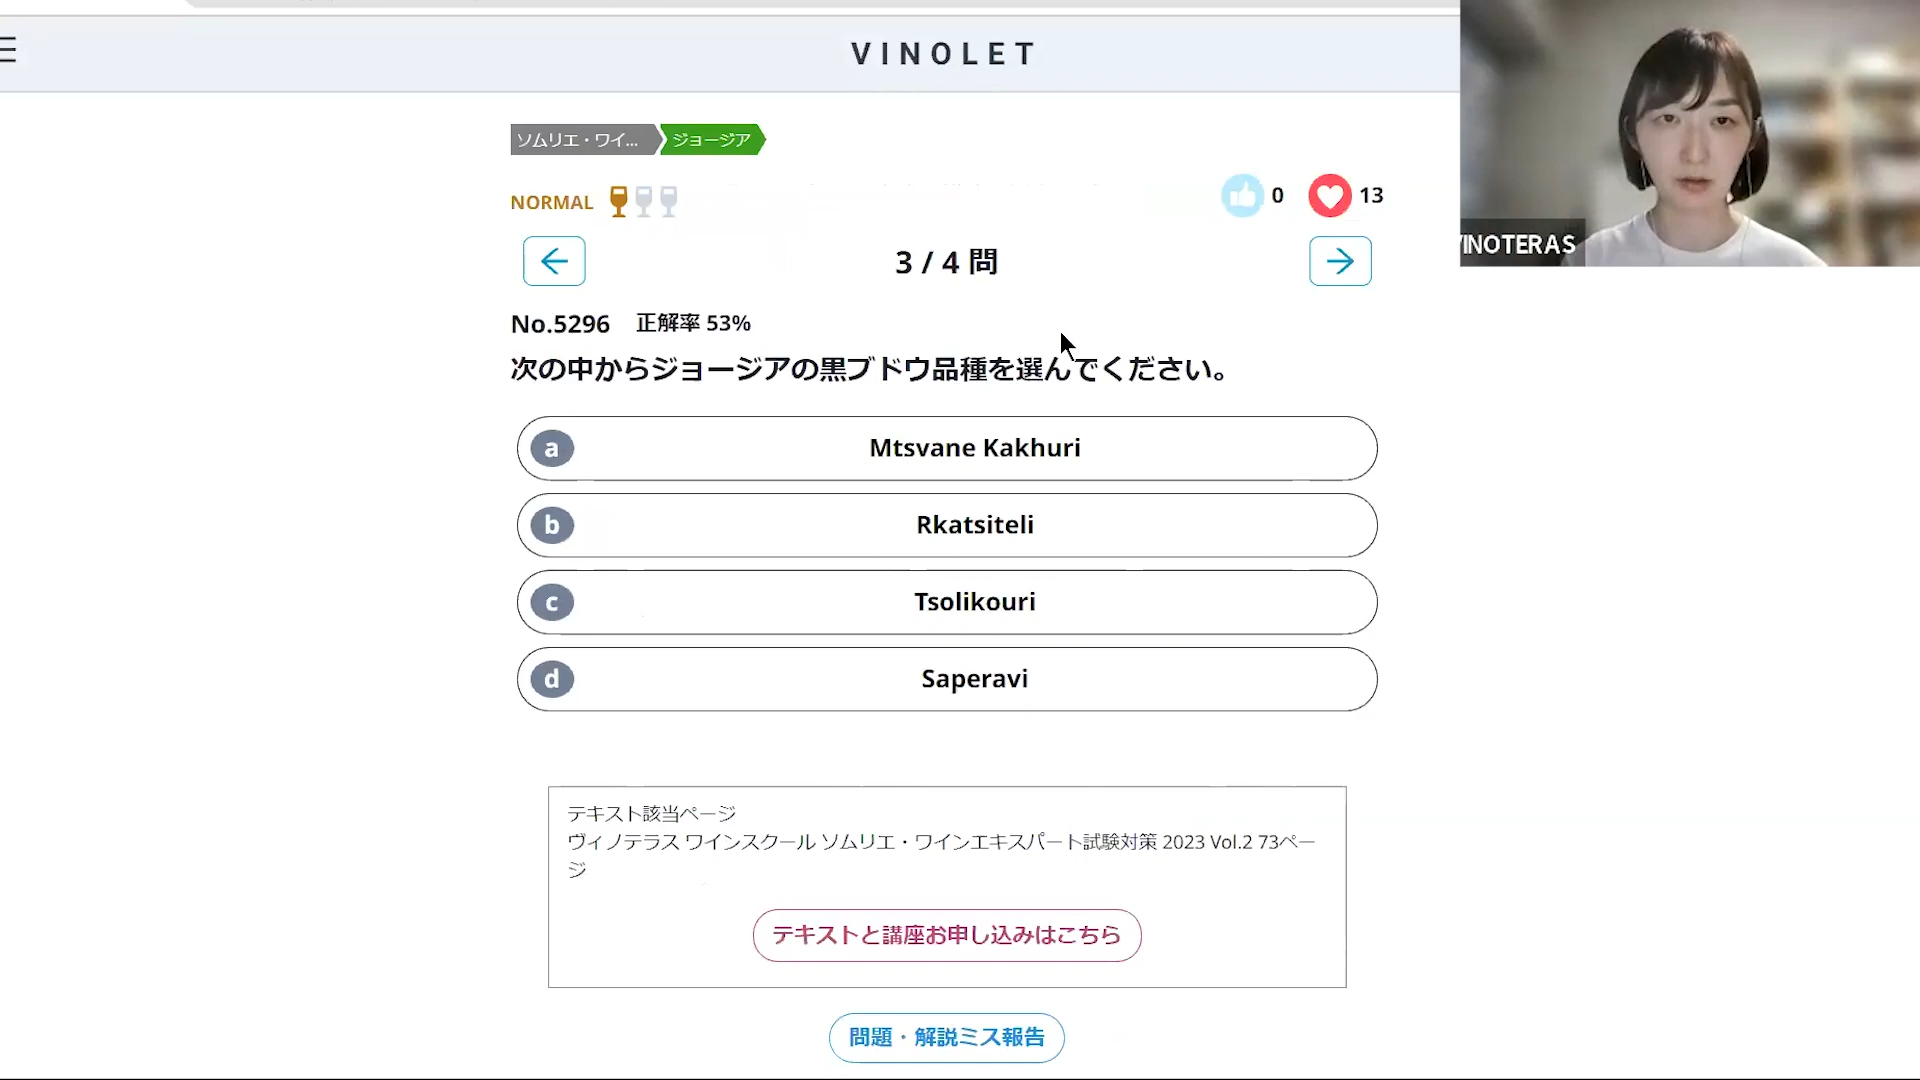 VINOLET
ソムリエ・ワイ...
ジョージア
NORMAL
0
13
3 / 4 問
No.5296 正解率 53%
次の中からジョージアの黒ブドウ品種を選んでください。
a Mtsvane Kakhuri
b Rkatsiteli
c Tsolikouri
d Saperavi
テキスト該当ページ
ヴィノテラス ワインスクール ソムリエ・ワインエキスパート試験対策 2023 Vol.2 73ペー
ジ
テキストと講座お申し込みはこちら
問題・解説ミス報告
VINOTERAS